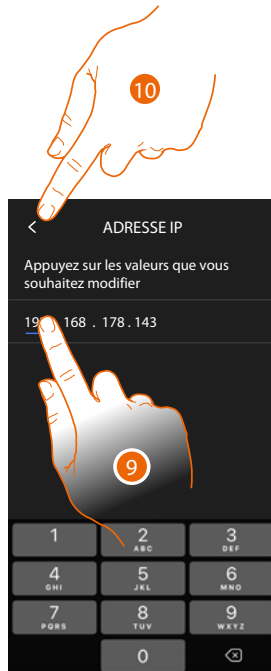 10
< ADRESSE IP
Appuyez sur les valeurs que vous
souhaitez modifier
168 . 178 . 143
9
1 2 3
ABC DEF
4 5 6
GHI JKL MNO
7 8 9
PQRS TUV WXYZ
0